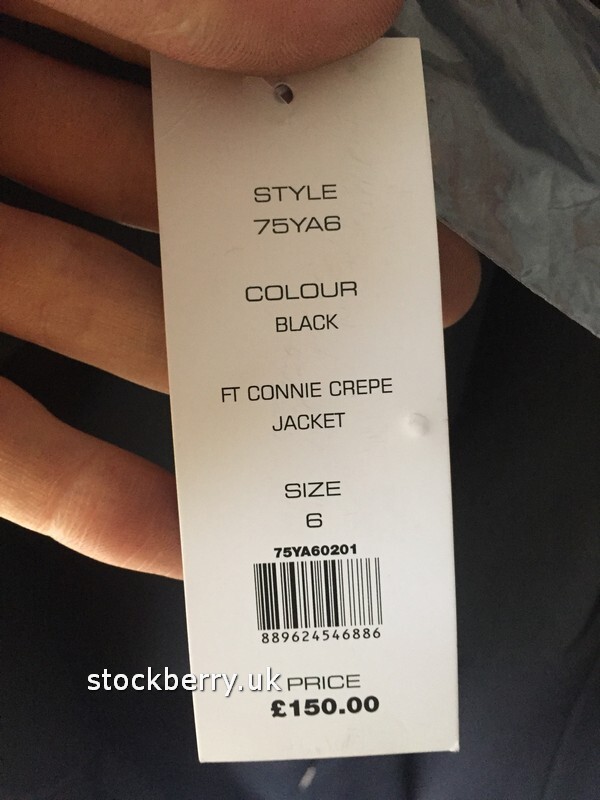 STYLE
75YA6
COLOUR
BLACK
FT CONNIE CREPE
JACKET
SIZE
6
75YA60201
889624546886
stockberry.uk
PRICE
£150.00